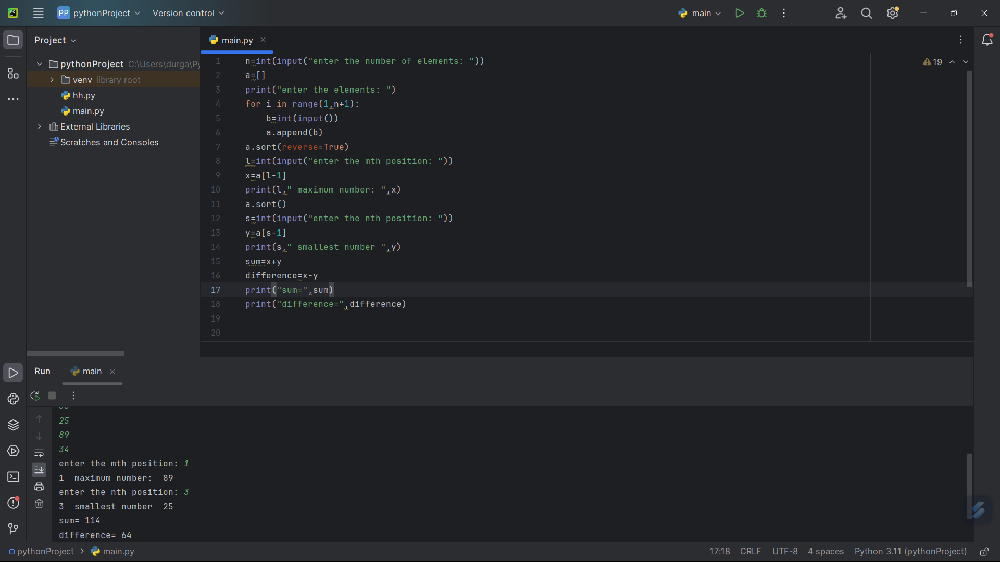 PP pythonProject Version control main
Project
main.py
pythonProject C:\Users\durga\Py
venv library root
hh.py
main.py
External Libraries
Scratches and Consoles
19
1 n=int(input("enter the number of elements: "))
2 a=[]
3 print("enter the elements: ")
4 for i in range(1,n+1):
5     b=int(input())
6     a.append(b)
7 a.sort(reverse=True)
8 l=int(input("enter the mth position: "))
9 x=a[l-1]
10 print(l," maximum number: ",x)
11 a.sort()
12 s=int(input("enter the nth position: "))
13 y=a[s-1]
14 print(s," smallest number ",y)
15 sum=x+y
16 difference=x-y
17 print("sum=",sum)
18 print("difference=",difference)
19
20
Run main
25
89
34
enter the mth position: 1
1  maximum number:  89
enter the nth position: 3
3  smallest number  25
sum= 114
difference= 64
pythonProject > main.py 17:18 CRLF UTF-8 4 spaces Python 3.11 (pythonProject)